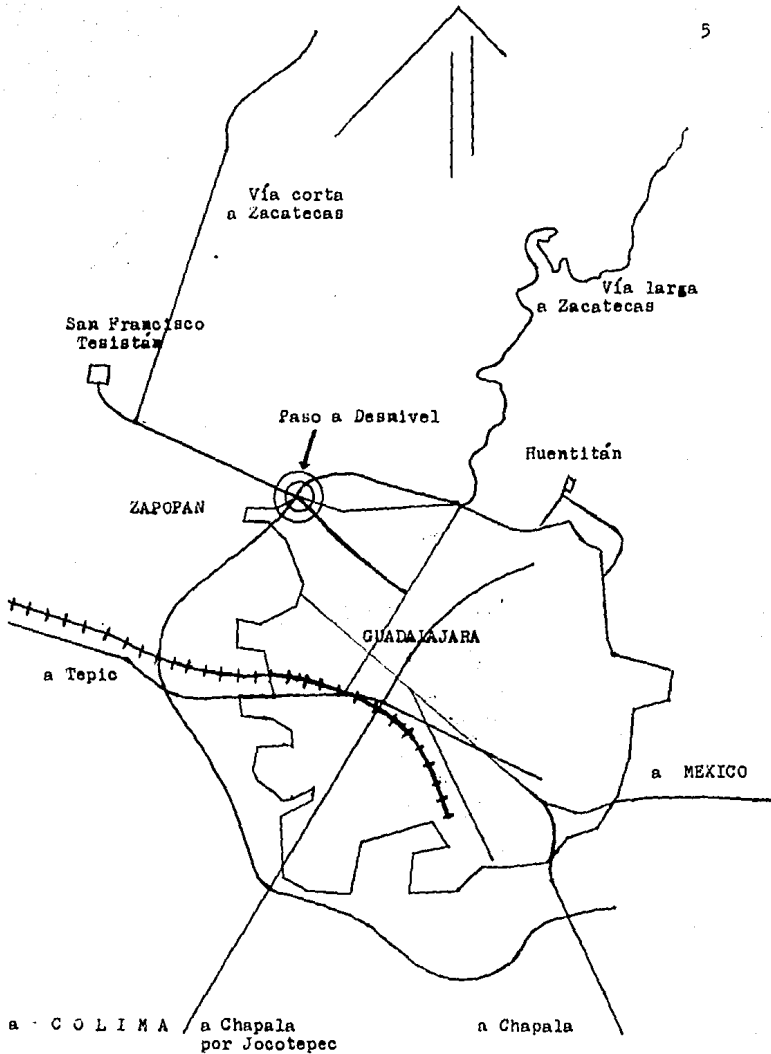 5
Vía corta
a Zacatecas
Vía larga
a Zacatecas
San Francisco
Tesistán
Paso a Desnivel
Huentitán
ZAPOPAN
GUADALAJARA
a Tepic
a MEXICO
a - C O L I M A
a Chapala
por Jocotepec
a Chapala